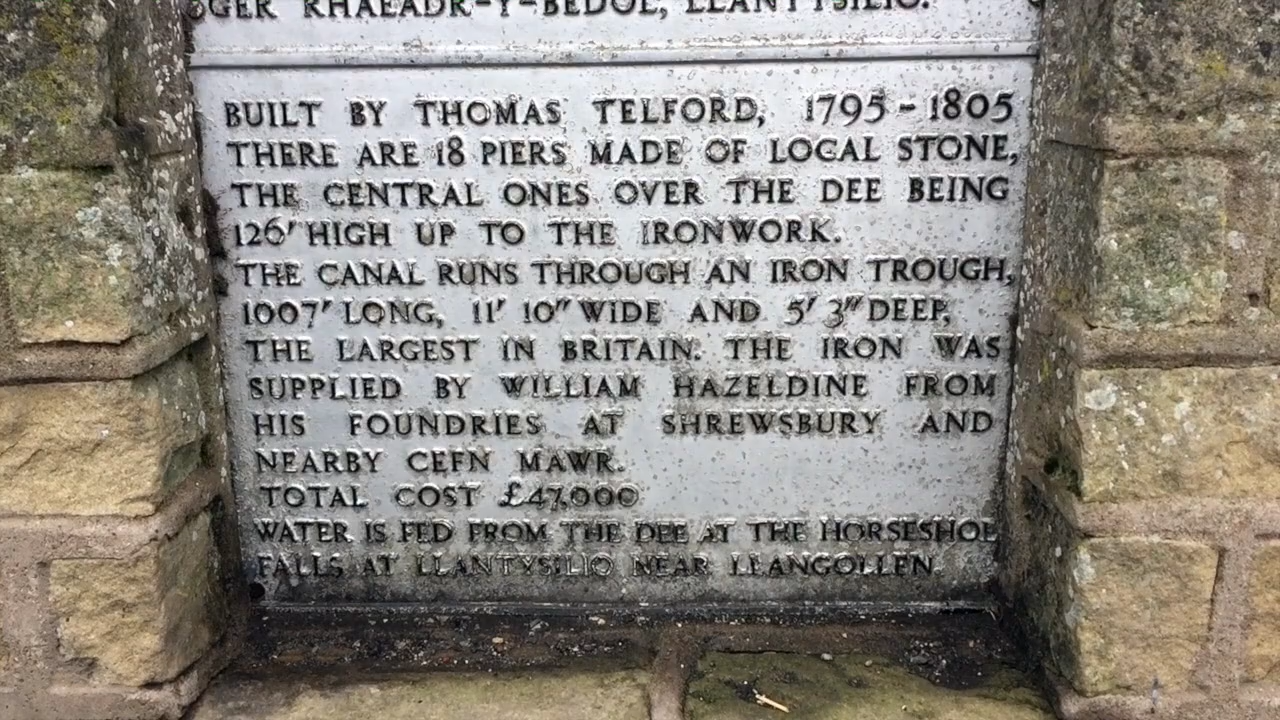 RHAEADR-Y-BEDOL, LLANTYSILIO.
BUILT BY THOMAS TELFORD, 1795-1805
THERE ARE 18 PIERS MADE OF LOCAL STONE,
THE CENTRAL ONES OVER THE DEE BEING
126' HIGH UP TO THE IRONWORK.
THE CANAL RUNS THROUGH AN IRON TROUGH,
1007' LONG, 11' 10" WIDE AND 5' 3" DEEP,
THE LARGEST IN BRITAIN. THE IRON WAS
SUPPLIED BY WILLIAM HAZELDINE FROM
HIS FOUNDRIES AT SHREWSBURY AND
NEARBY CEFN MAWR.
TOTAL COST £47,000
WATER IS FED FROM THE DEE AT THE HORSESHOE
FALLS AT LLANTYSILIO NEAR LLANGOLLEN.